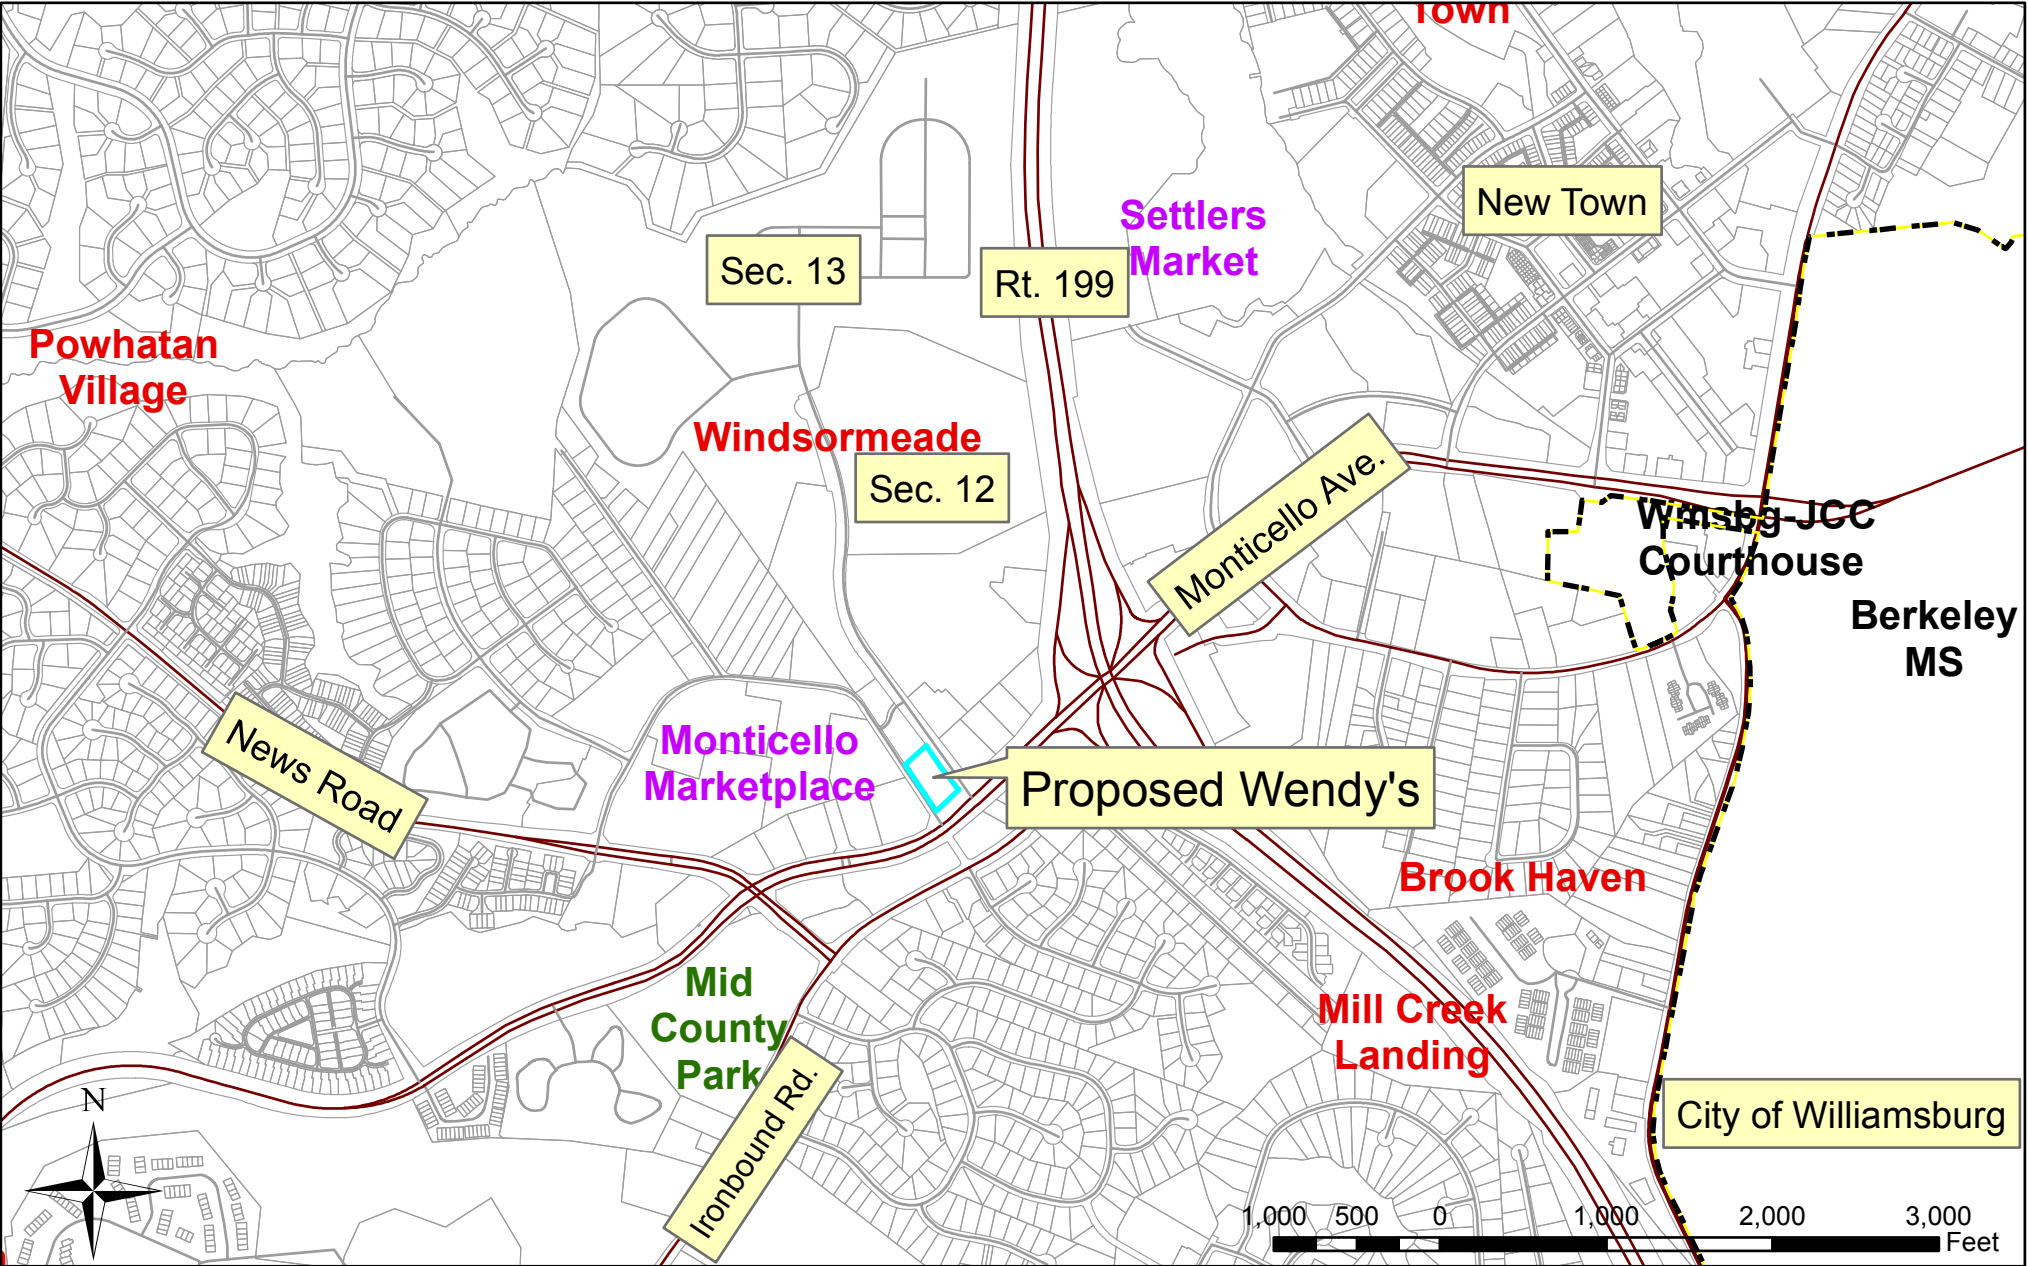 Town
New Town
Settlers
Market
Sec. 13
Rt. 199
Powhatan
Village
Windsormeade
Sec. 12
Monticello Ave.
Wmsbg-JCC
Courthouse
Berkeley
MS
News Road
Monticello
Marketplace
Proposed Wendy's
Brook Haven
Mid
County
Park
Mill Creek
Landing
Ironbound Rd.
City of Williamsburg
N
1,000 500 0 1,000 2,000 3,000
Feet